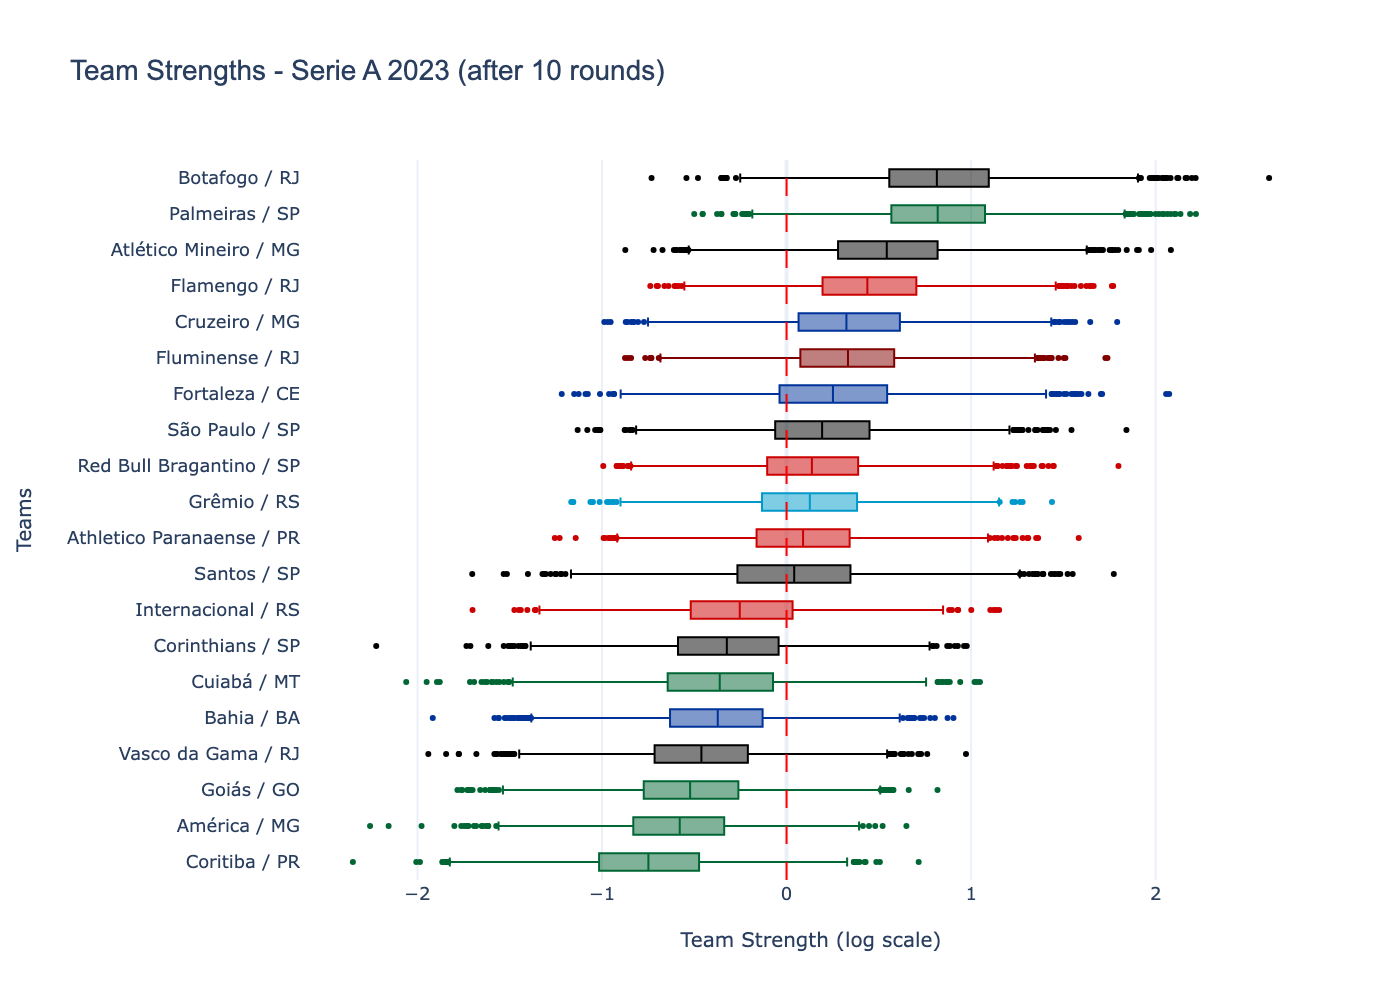 Team Strengths - Serie A 2023 (after 10 rounds)
Botafogo / RJ
Palmeiras / SP
Atlético Mineiro / MG
Flamengo / RJ
Cruzeiro / MG
Fluminense / RJ
Fortaleza / CE
São Paulo / SP
Red Bull Bragantino / SP
Grêmio / RS
Athletico Paranaense / PR
Santos / SP
Internacional / RS
Corinthians / SP
Cuiabá / MT
Bahia / BA
Vasco da Gama / RJ
Goiás / GO
América / MG
Coritiba / PR
Teams
−2 −1 0 1 2
Team Strength (log scale)